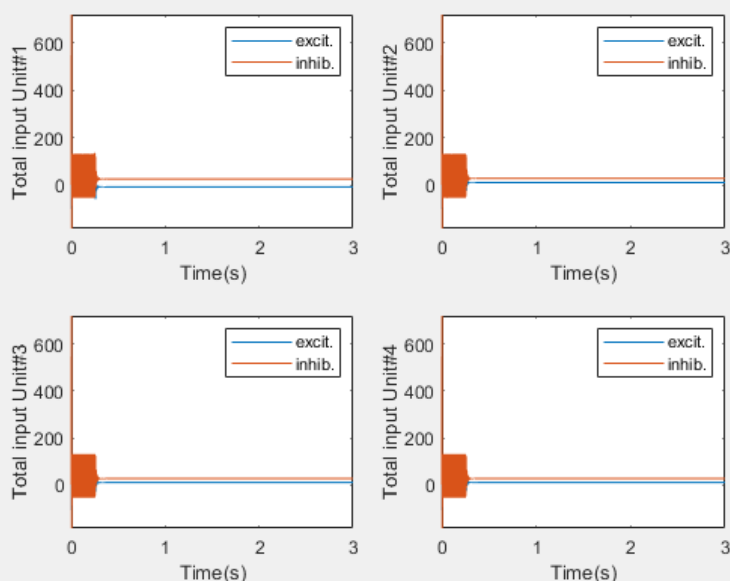 Total input Unit#1
600
400
200
0
excit.
inhib.
0 1 2 3
Time(s)
Total input Unit#2
600
400
200
0
excit.
inhib.
0 1 2 3
Time(s)
Total input Unit#3
600
400
200
0
excit.
inhib.
0 1 2 3
Time(s)
Total input Unit#4
600
400
200
0
excit.
inhib.
0 1 2 3
Time(s)